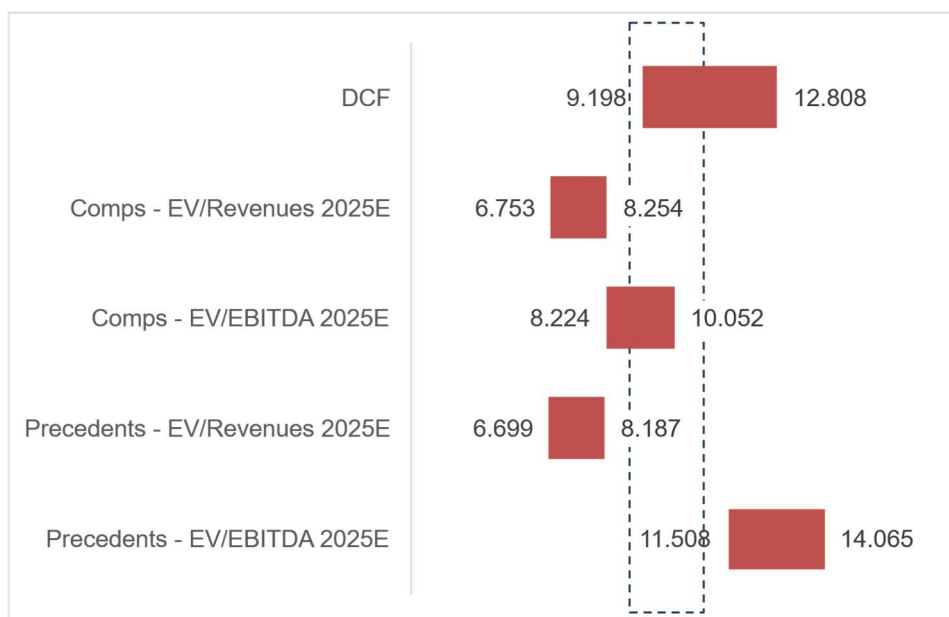 DCF
9.198
12.808
Comps - EV/Revenues 2025E
6.753
8.254
Comps - EV/EBITDA 2025E
8.224
10.052
Precedents - EV/Revenues 2025E
6.699
8.187
Precedents - EV/EBITDA 2025E
11.508
14.065